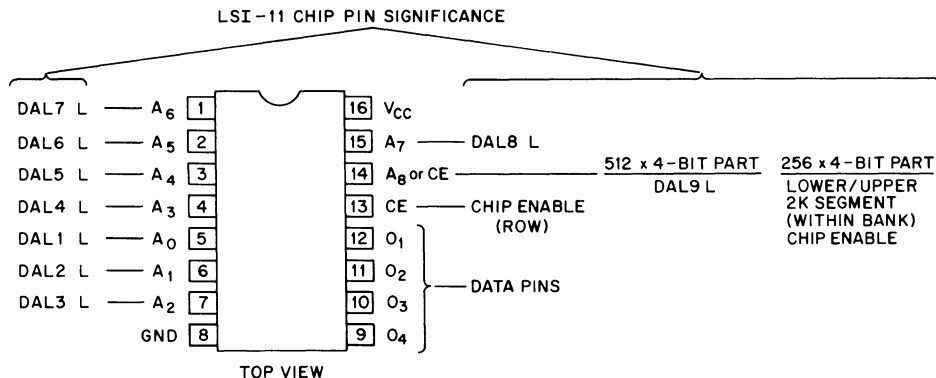 LSI-11 CHIP PIN SIGNIFICANCE
DAL7 L A6 1 16 VCC
DAL6 L A5 2 15 A7 DAL8 L
DAL5 L A4 3 14 A8 or CE 512 x 4-BIT PART 256 x 4-BIT PART
DAL9 L LOWER/UPPER
DAL4 L A3 4 13 CE CHIP ENABLE 2K SEGMENT
(ROW) (WITHIN BANK)
DAL1 L A0 5 12 O1 CHIP ENABLE
DAL2 L A1 6 11 O2 DATA PINS
DAL3 L A2 7 10 O3
GND 8 9 O4
TOP VIEW